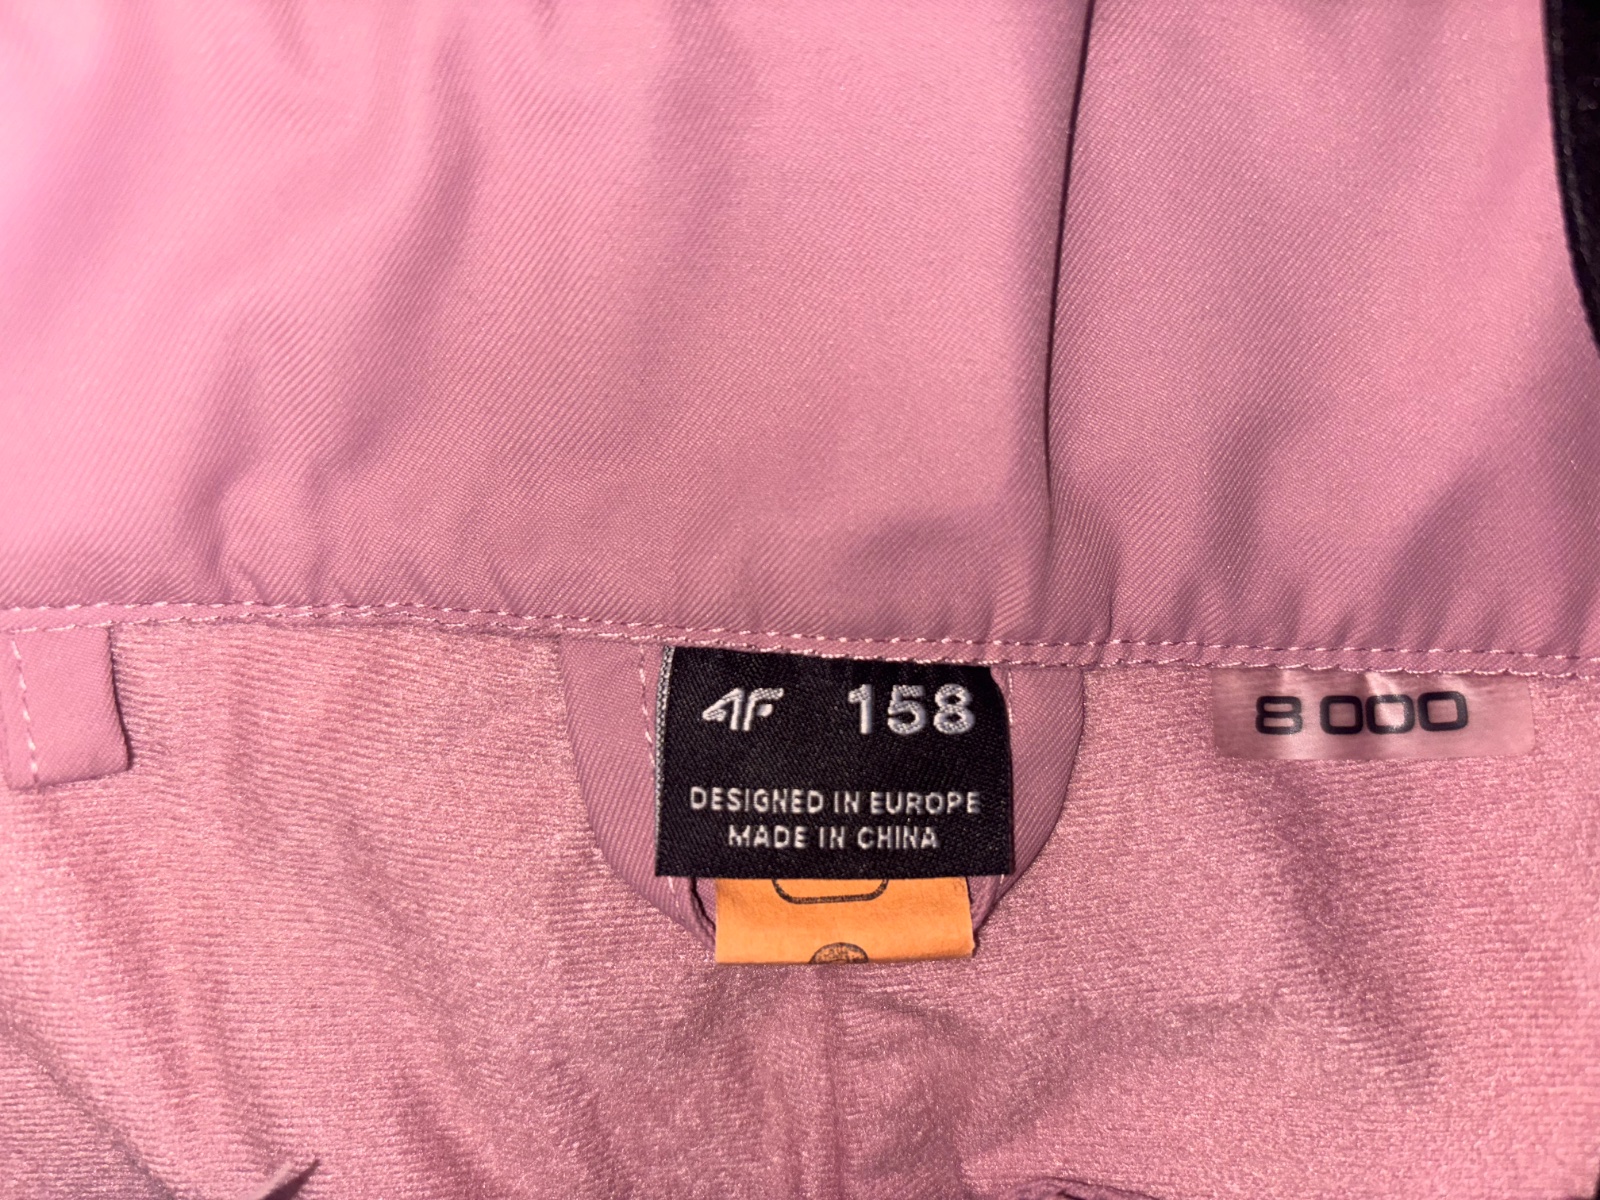 4F 158
DESIGNED IN EUROPE
MADE IN CHINA
8 000